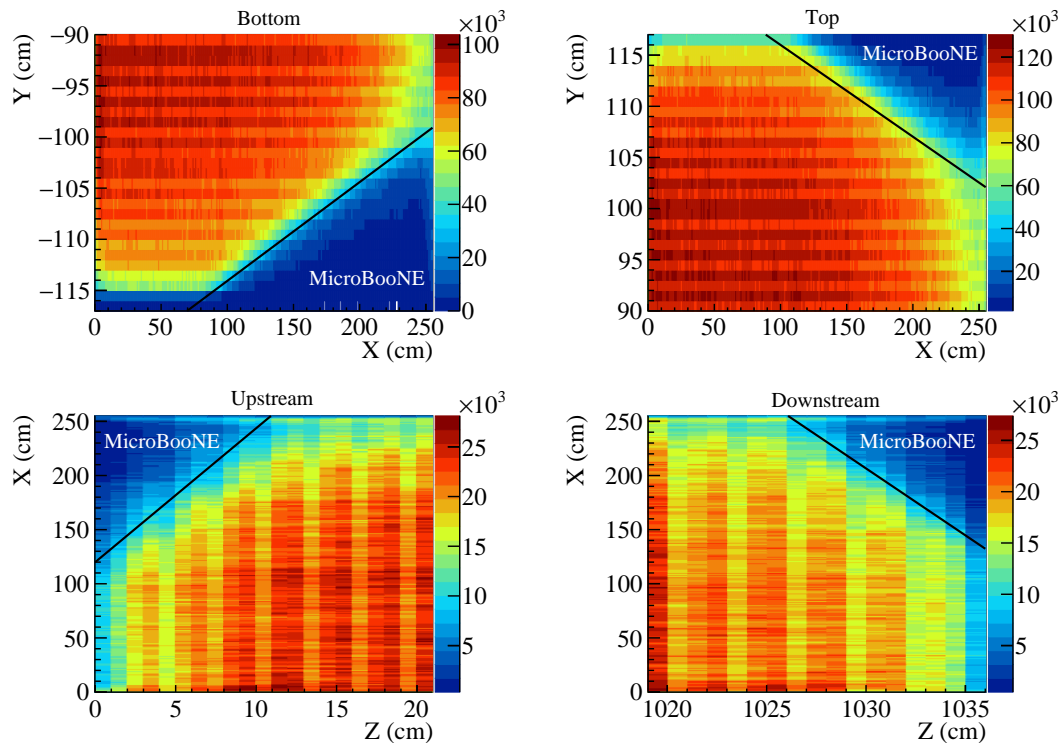 Bottom
×10³
Y (cm)
−90
−95
−100
−105
−110
−115
100
80
60
40
20
0
MicroBooNE
0 50 100 150 200 250
X (cm)
Top
×10³
Y (cm)
115
110
105
100
95
90
120
100
80
60
40
20
MicroBooNE
0 50 100 150 200 250
X (cm)
Upstream
×10³
X (cm)
250
200
150
100
50
0
25
20
15
10
5
MicroBooNE
0 5 10 15 20
Z (cm)
Downstream
×10³
X (cm)
250
200
150
100
50
0
25
20
15
10
5
MicroBooNE
1020 1025 1030 1035
Z (cm)